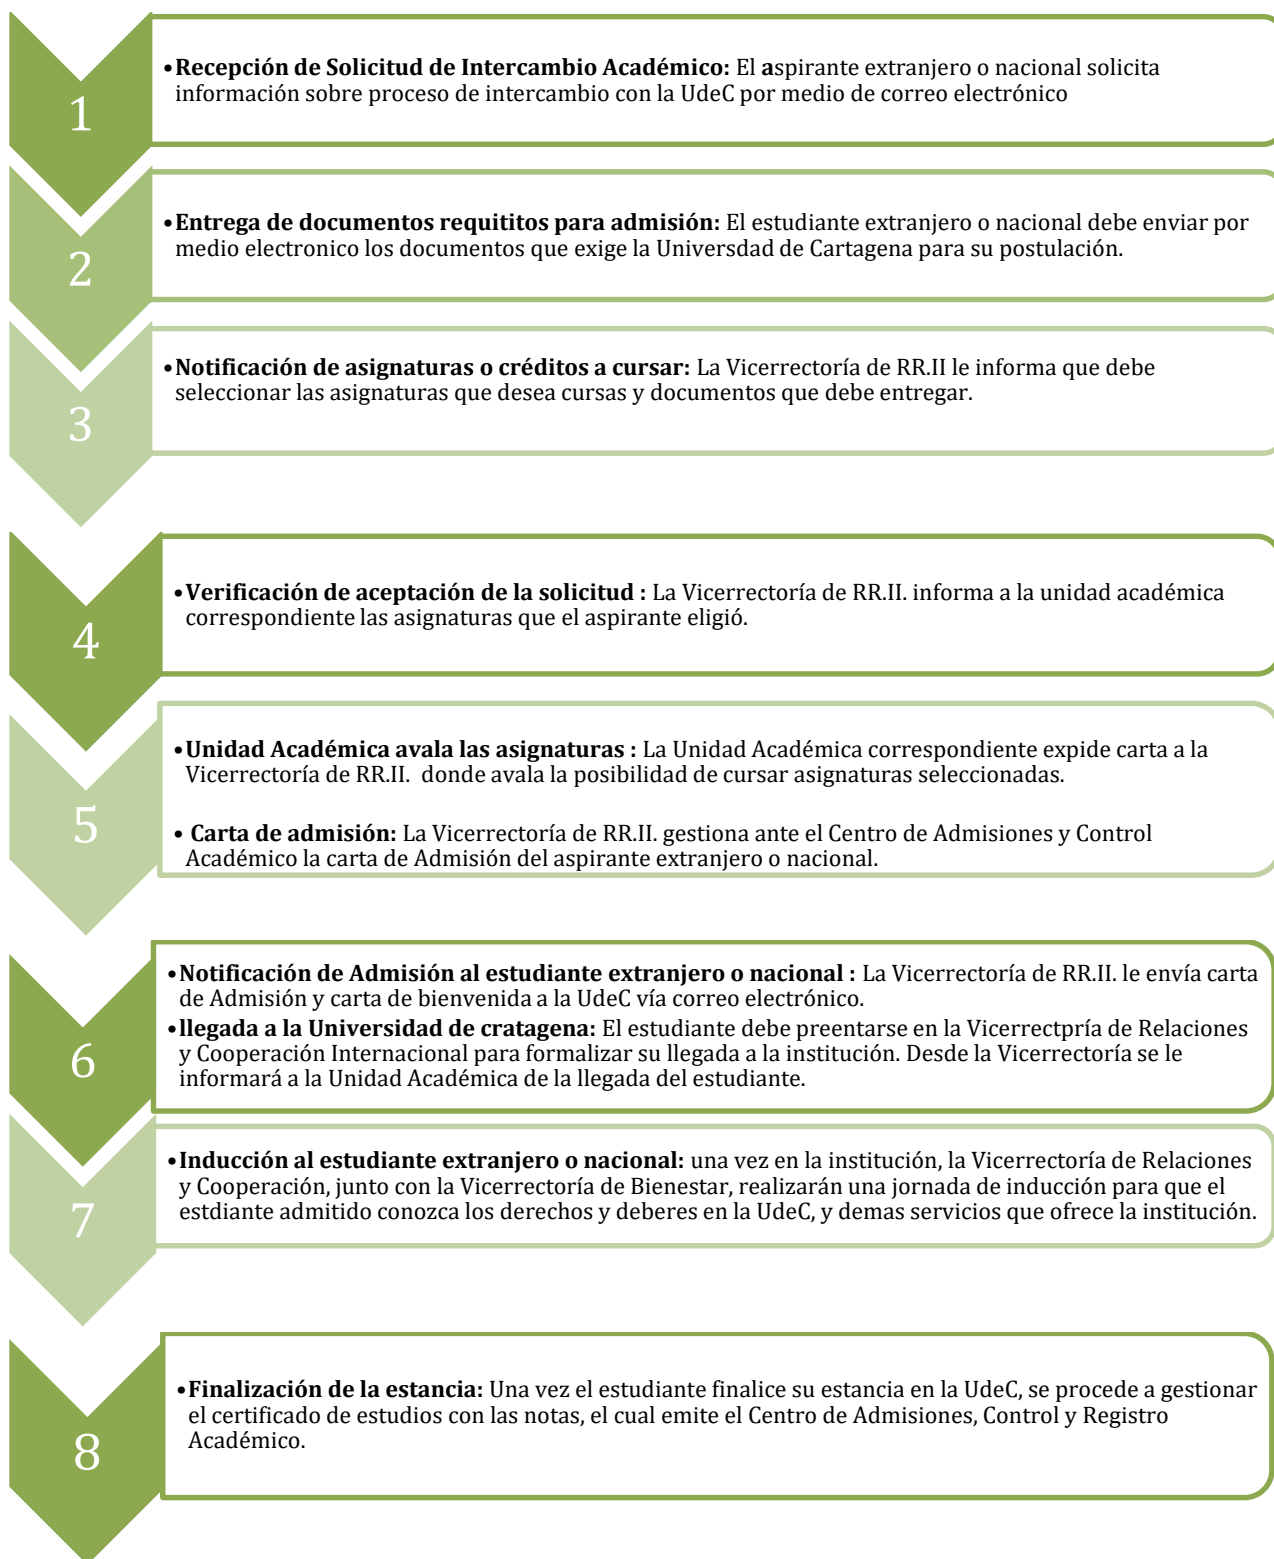 1
•Recepción de Solicitud de Intercambio Académico: El aspirante extranjero o nacional solicita
información sobre proceso de intercambio con la UdeC por medio de correo electrónico
2
•Entrega de documentos requititos para admisión: El estudiante extranjero o nacional debe enviar por
medio electronico los documentos que exige la Universdad de Cartagena para su postulación.
3
•Notificación de asignaturas o créditos a cursar: La Vicerrectoría de RR.II le informa que debe
seleccionar las asignaturas que desea cursas y documentos que debe entregar.
4
•Verificación de aceptación de la solicitud : La Vicerrectoría de RR.II. informa a la unidad académica
correspondiente las asignaturas que el aspirante eligió.
5
•Unidad Académica avala las asignaturas : La Unidad Académica correspondiente expide carta a la
Vicerrectoría de RR.II.  donde avala la posibilidad de cursar asignaturas seleccionadas.
• Carta de admisión: La Vicerrectoría de RR.II. gestiona ante el Centro de Admisiones y Control
Académico la carta de Admisión del aspirante extranjero o nacional.
6
•Notificación de Admisión al estudiante extranjero o nacional : La Vicerrectoría de RR.II. le envía carta
de Admisión y carta de bienvenida a la UdeC vía correo electrónico.
•llegada a la Universidad de cratagena: El estudiante debe preentarse en la Vicerrectpría de Relaciones
y Cooperación Internacional para formalizar su llegada a la institución. Desde la Vicerrectoría se le
informará a la Unidad Académica de la llegada del estudiante.
7
•Inducción al estudiante extranjero o nacional: una vez en la institución, la Vicerrectoría de Relaciones
y Cooperación, junto con la Vicerrectoría de Bienestar, realizarán una jornada de inducción para que el
estdiante admitido conozca los derechos y deberes en la UdeC, y demas servicios que ofrece la institución.
8
•Finalización de la estancia: Una vez el estudiante finalice su estancia en la UdeC, se procede a gestionar
el certificado de estudios con las notas, el cual emite el Centro de Admisiones, Control y Registro
Académico.